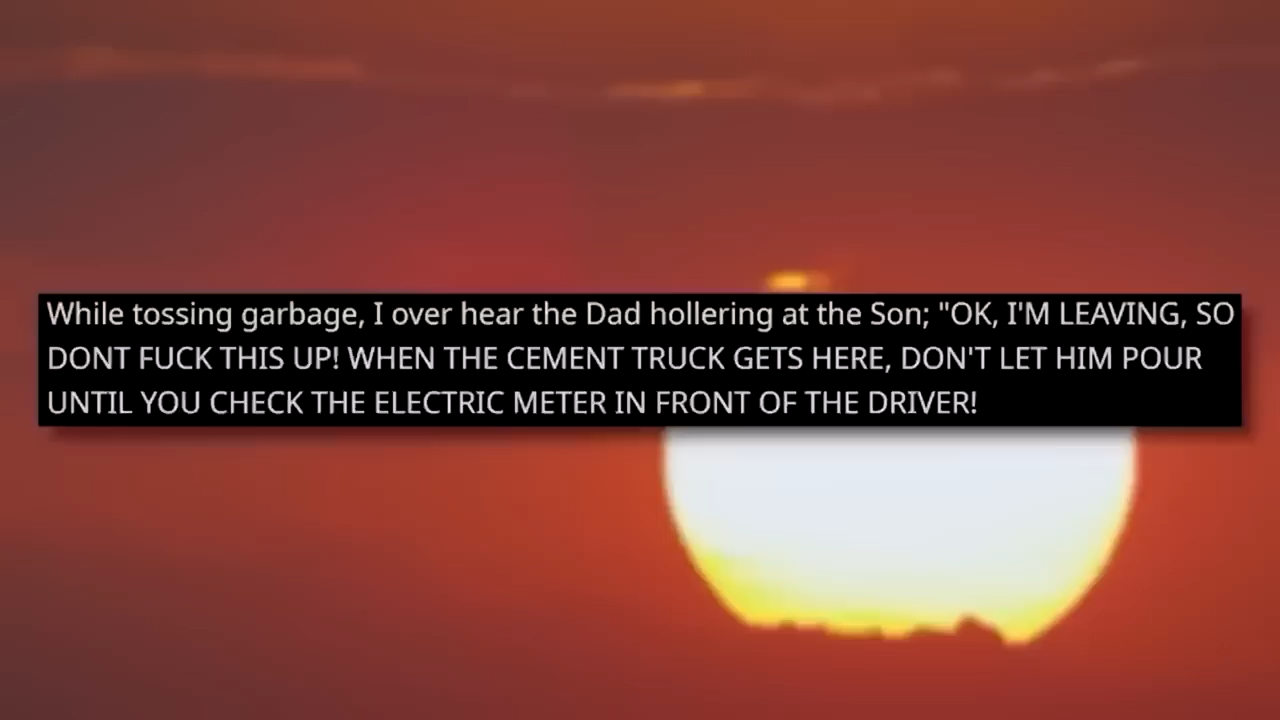 While tossing garbage, I over hear the Dad hollering at the Son; "OK, I'M LEAVING, SO
DONT FUCK THIS UP! WHEN THE CEMENT TRUCK GETS HERE, DON'T LET HIM POUR
UNTIL YOU CHECK THE ELECTRIC METER IN FRONT OF THE DRIVER!